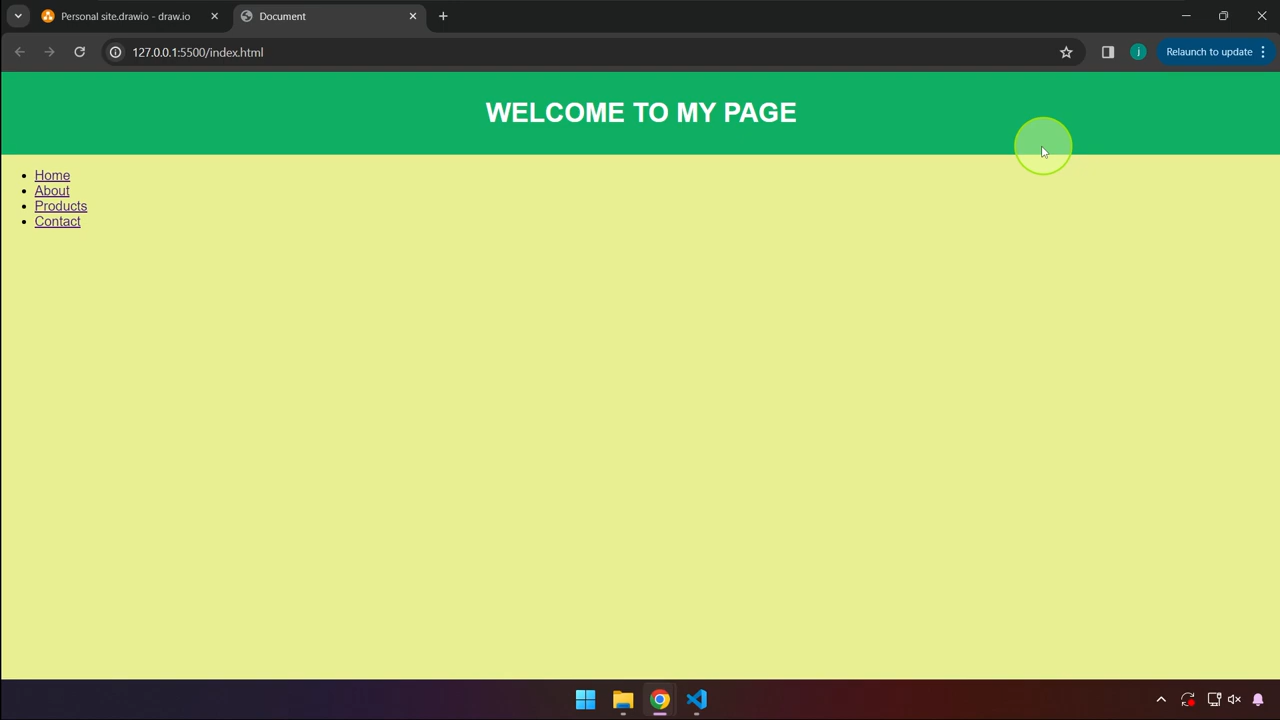 Personal site.drawio - draw.io
Document
127.0.0.1:5500/index.html
j
Relaunch to update
WELCOME TO MY PAGE
Home
About
Products
Contact